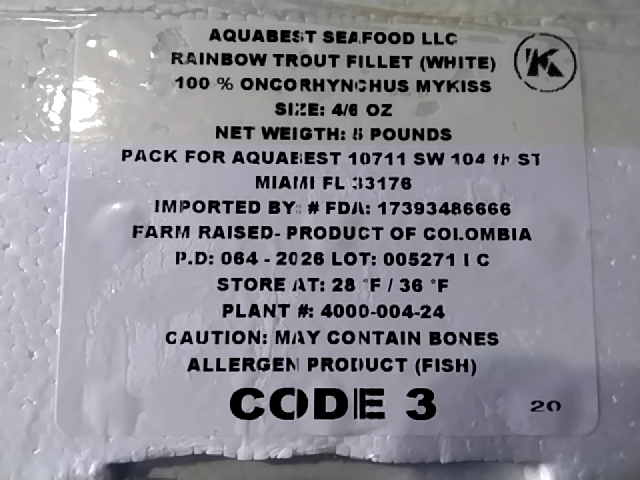 AQUABEST SEAFOOD LLC
RAINBOW TROUT FILLET (WHITE)
K
100 % ONCORHYNCHUS MYKISS
SIZE: 4/6 OZ
NET WEIGTH: 5 POUNDS
PACK FOR AQUABEST 10711 SW 104 th ST
MIAMI FL 33176
IMPORTED BY: # FDA: 17393486666
FARM RAISED- PRODUCT OF COLOMBIA
P.D: 064 - 2026 LOT: 005271 I C
STORE AT: 28 °F / 36 °F
PLANT #: 4000-004-24
CAUTION: MAY CONTAIN BONES
ALLERGEN PRODUCT (FISH)
CODE 3
20